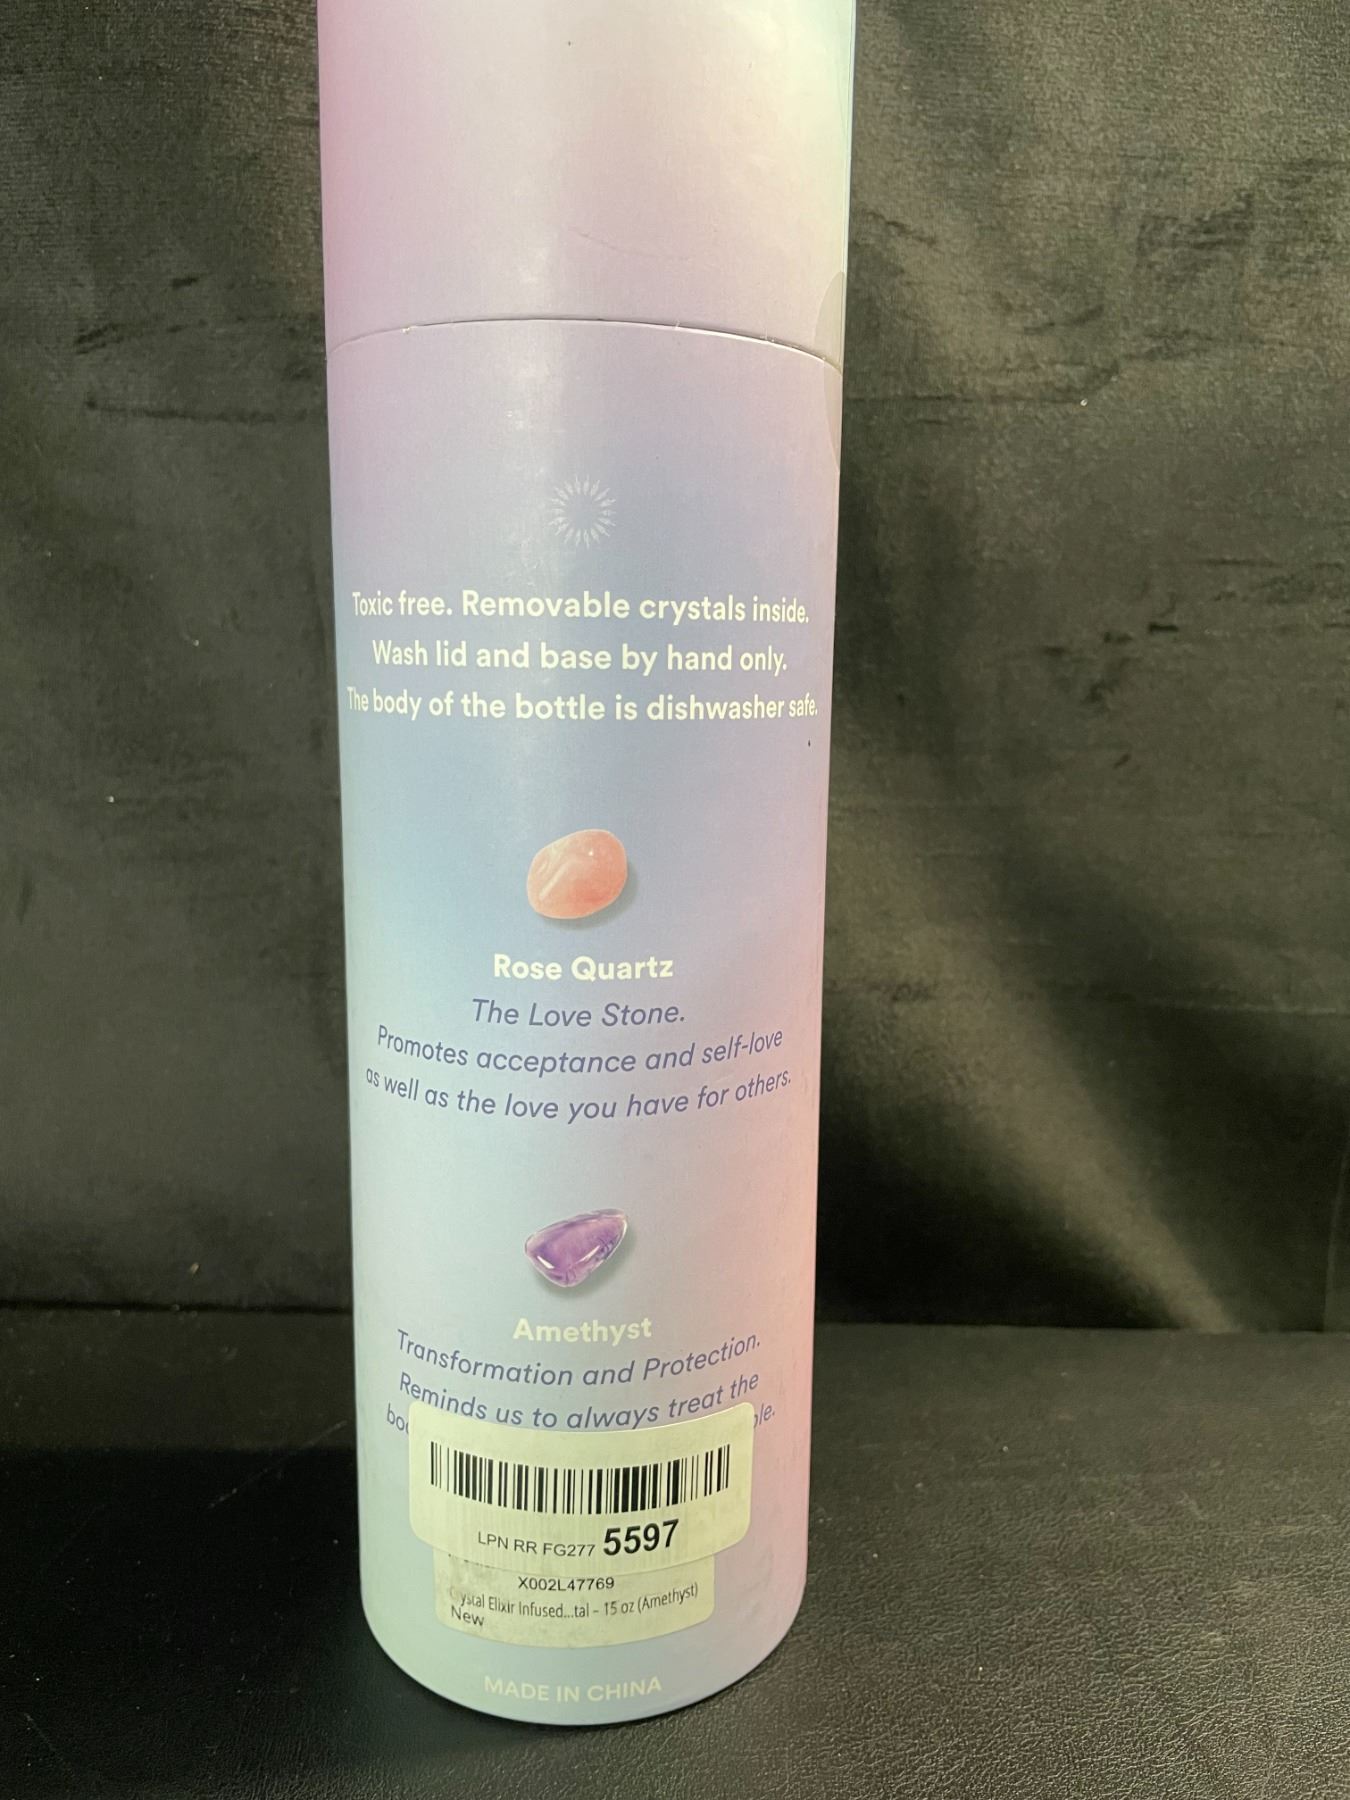 Toxic free. Removable crystals inside.
Wash lid and base by hand only.
The body of the bottle is dishwasher safe.
Rose Quartz
The Love Stone.
Promotes acceptance and self-love
as well as the love you have for others.
Amethyst
Transformation and Protection.
Reminds us to always treat the
LPN RR FG277 5597
X002L47769
Elixir Infused...tal - 15 oz (Amethyst)
New
MADE IN CHINA